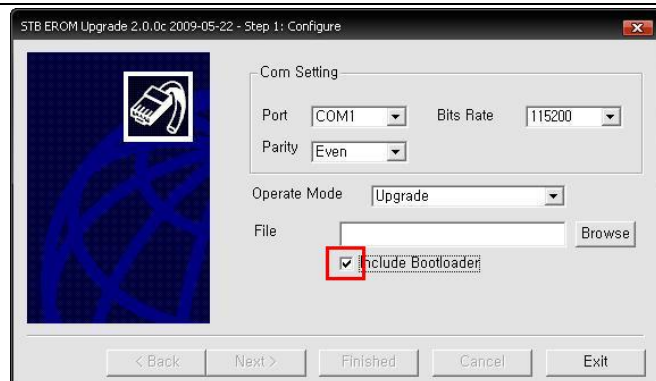 STB EROM Upgrade 2.0.0c 2009-05-22 - Step 1: Configure
Com Setting
Port COM1 Bits Rate 115200
Parity Even
Operate Mode Upgrade
File Browse
Include Bootloader
< Back Next > Finished Cancel Exit